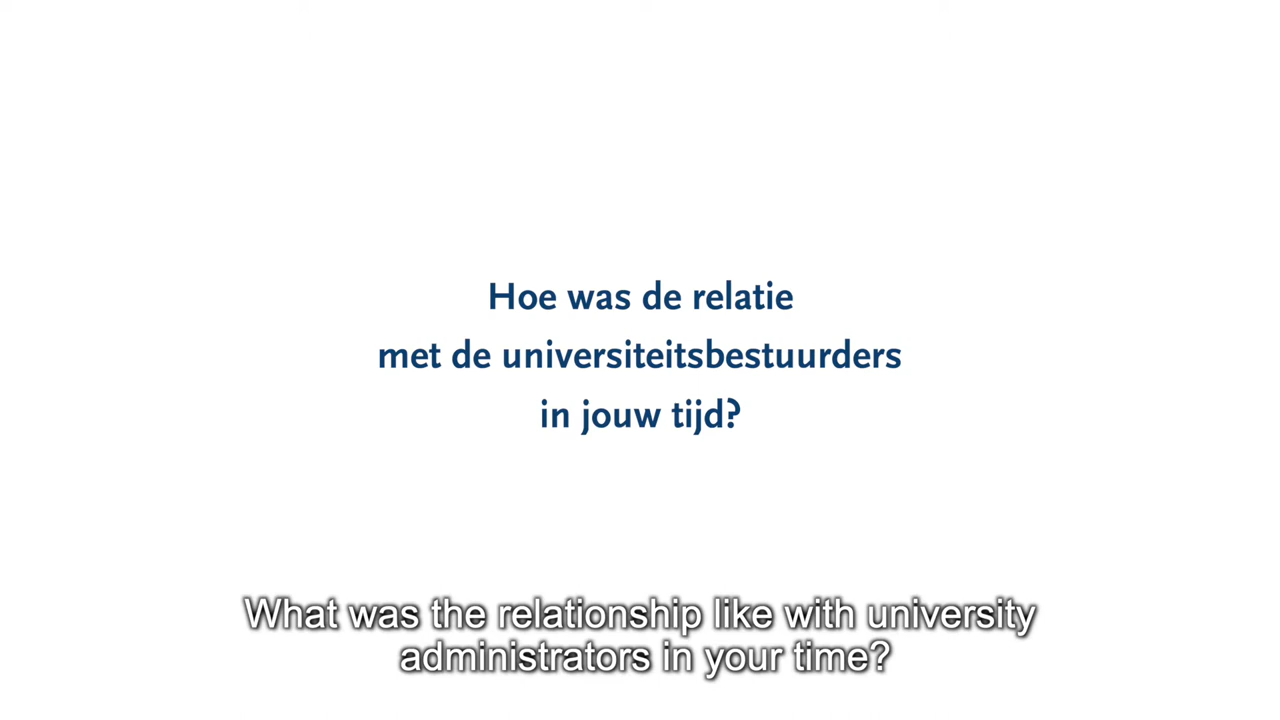 Hoe was de relatie
met de universiteitsbestuurders
in jouw tijd?
What was the relationship like with university
administrators in your time?